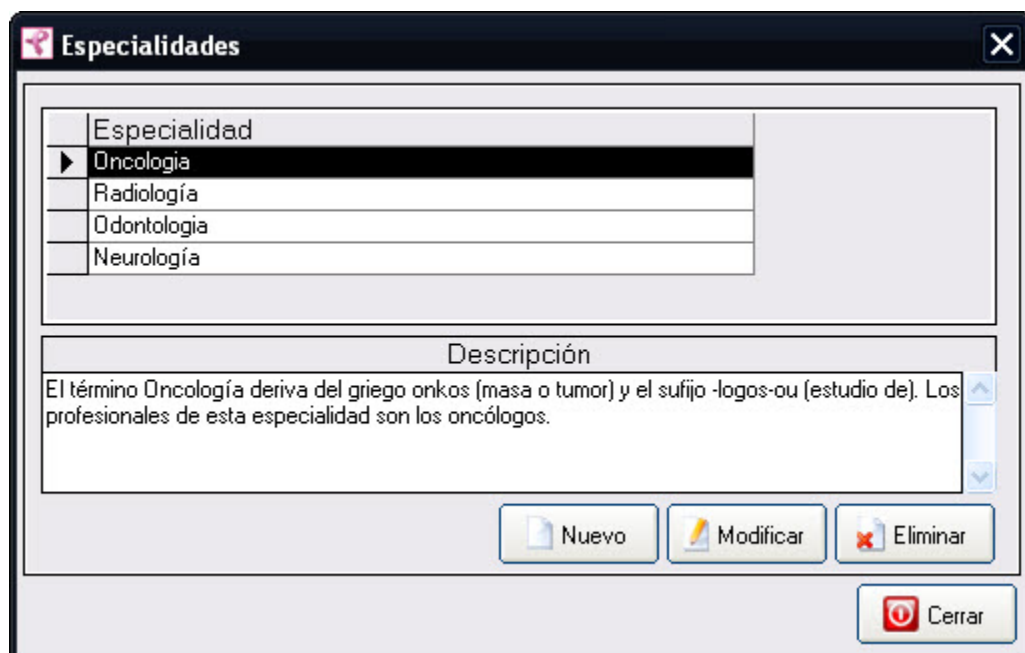 Especialidades
Especialidad
Oncologia
Radiología
Odontologia
Neurología
Descripción
El término Oncología deriva del griego onkos (masa o tumor) y el sufijo -logos-ou (estudio de). Los
profesionales de esta especialidad son los oncólogos.
Nuevo Modificar Eliminar
Cerrar